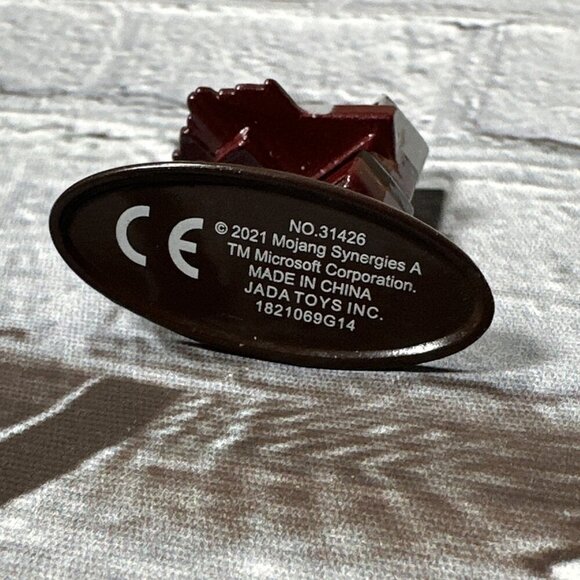 CE
NO.31426
© 2021 Mojang Synergies A
TM Microsoft Corporation.
MADE IN CHINA
JADA TOYS INC.
1821069G14